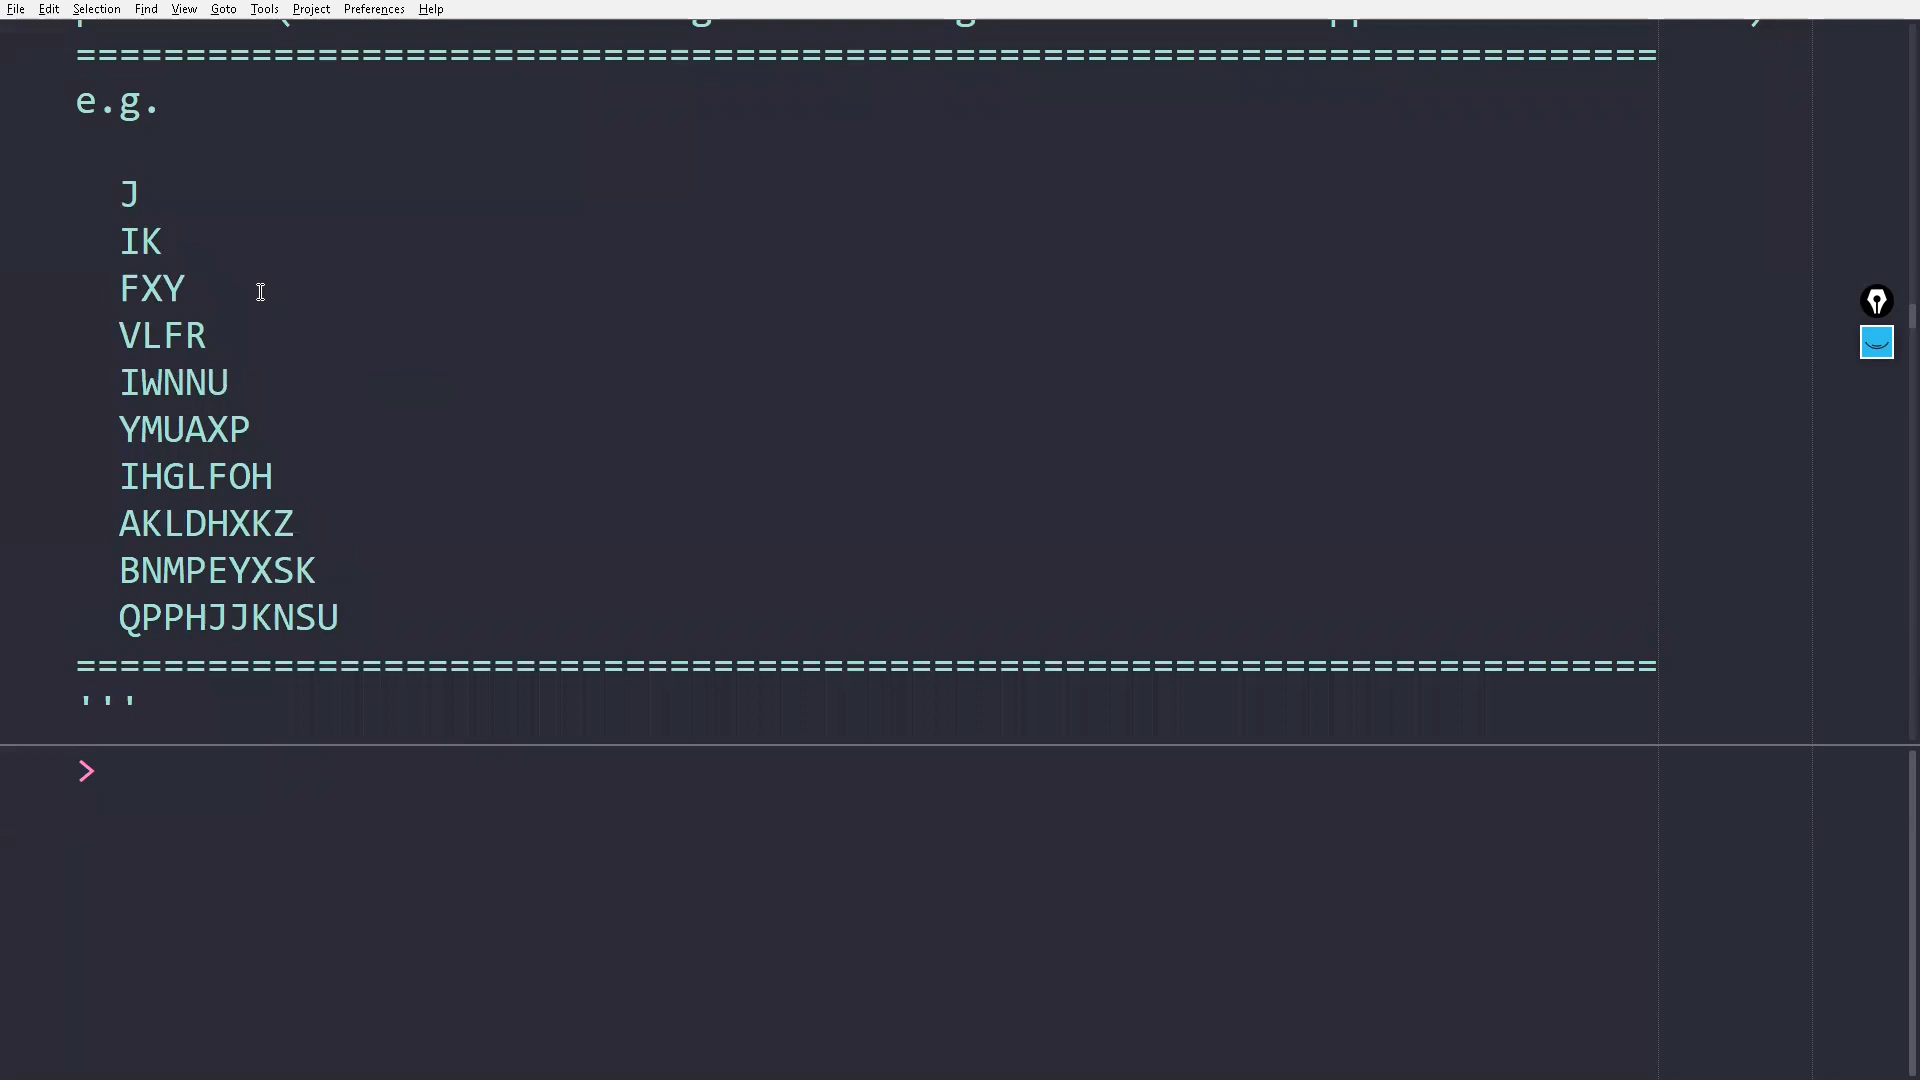 File Edit Selection Find View Goto Tools Project Preferences Help
===========================================================================
e.g.
J
IK
FXY
VLFR
IWNNU
YMUAXP
IHGLFOH
AKLDHXKZ
BNMPEYXSK
QPPHJJKNSU
===========================================================================
'''
>